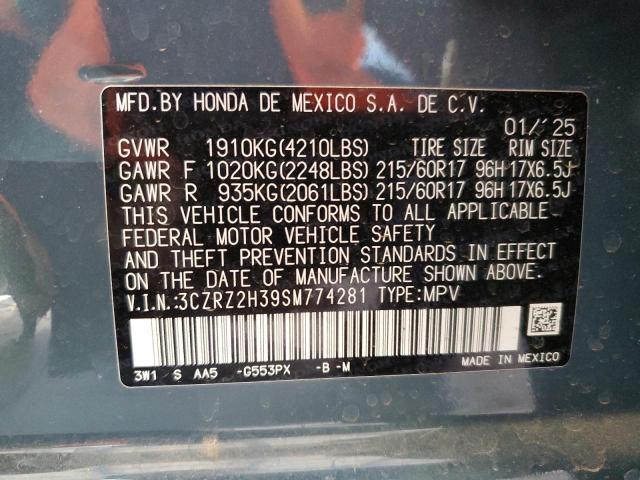 MFD.BY HONDA DE MEXICO S.A. DE C.V.
01/'25
GVWR 1910KG(4210LBS) TIRE SIZE RIM SIZE
GAWR F 1020KG(2248LBS) 215/60R17 96H 17X6.5J
GAWR R 935KG(2061LBS) 215/60R17 96H 17X6.5J
THIS VEHICLE CONFORMS TO ALL APPLICABLE
FEDERAL MOTOR VEHICLE SAFETY
AND THEFT PREVENTION STANDARDS IN EFFECT
ON THE DATE OF MANUFACTURE SHOWN ABOVE.
V.I.N.:3CZRZ2H39SM774281 TYPE:MPV
3W1 S AA5 -G553PX -B -M
MADE IN MEXICO